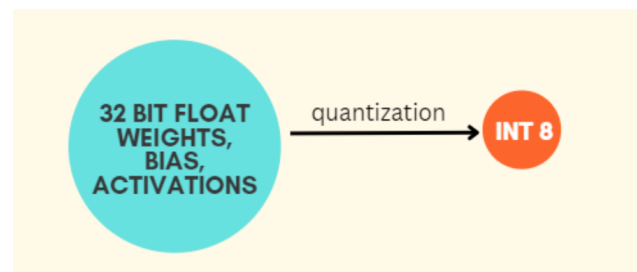 32 BIT FLOAT
WEIGHTS,
BIAS,
ACTIVATIONS
quantization
INT 8